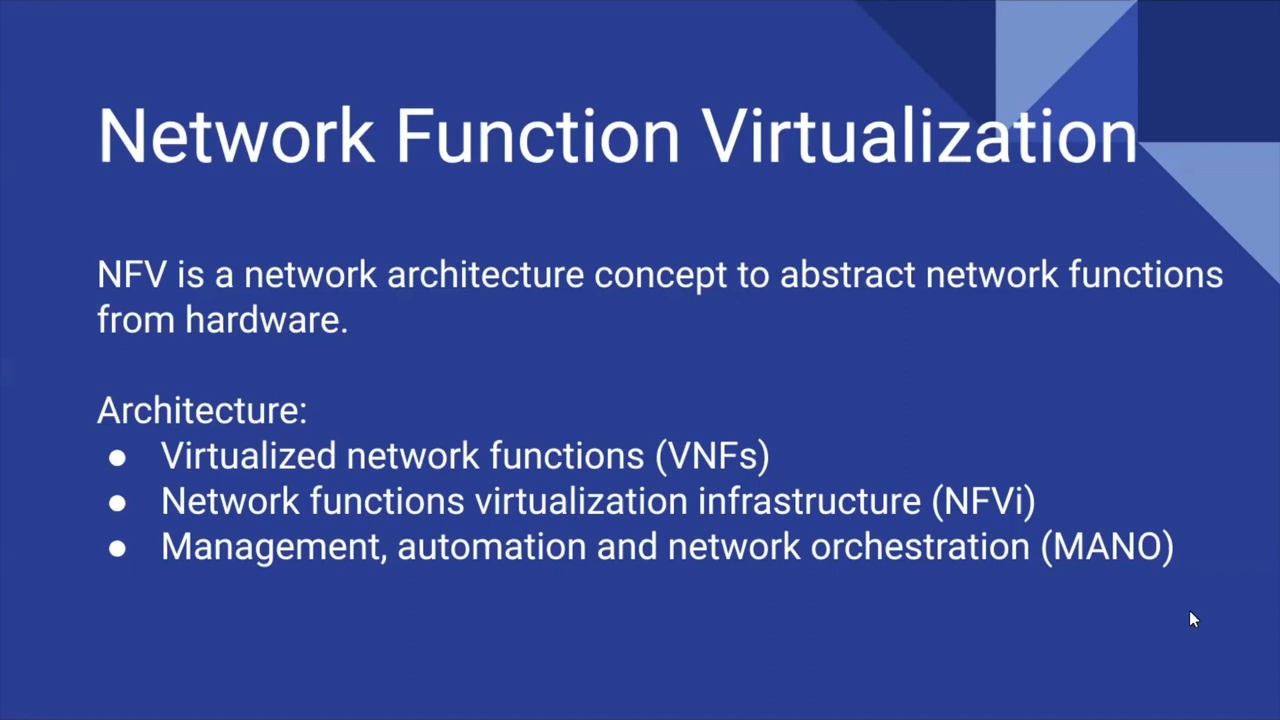 Network Function Virtualization
NFV is a network architecture concept to abstract network functions
from hardware.
Architecture:
● Virtualized network functions (VNFs)
● Network functions virtualization infrastructure (NFVi)
● Management, automation and network orchestration (MANO)